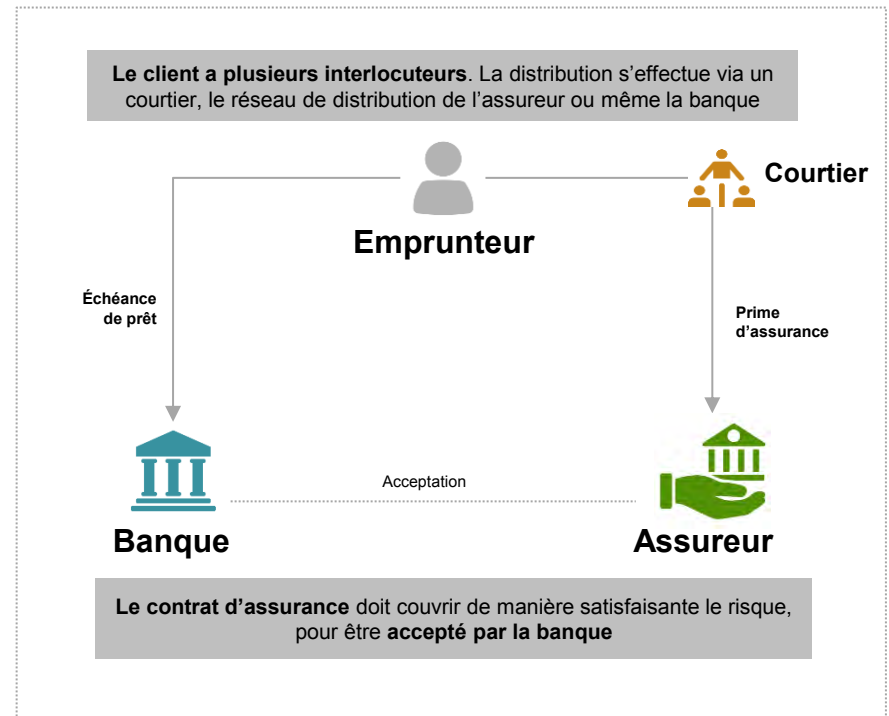 Le client a plusieurs interlocuteurs. La distribution s’effectue via un
courtier, le réseau de distribution de l’assureur ou même la banque
Courtier
Emprunteur
Échéance
de prêt
Prime
d’assurance
Acceptation
Banque
Assureur
Le contrat d’assurance doit couvrir de manière satisfaisante le risque,
pour être accepté par la banque